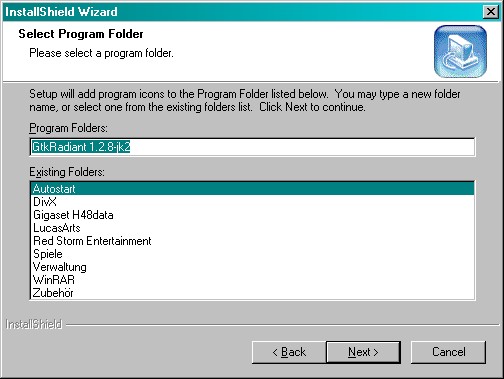 InstallShield Wizard
Select Program Folder
Please select a program folder.
Setup will add program icons to the Program Folder listed below. You may type a new folder
name, or select one from the existing folders list. Click Next to continue.
Program Folders:
GtkRadiant 1.2.8-jk2
Existing Folders:
Autostart
DivX
Gigaset H48data
LucasArts
Red Storm Entertainment
Spiele
Verwaltung
WinRAR
Zubehör
InstallShield
< Back Next > Cancel